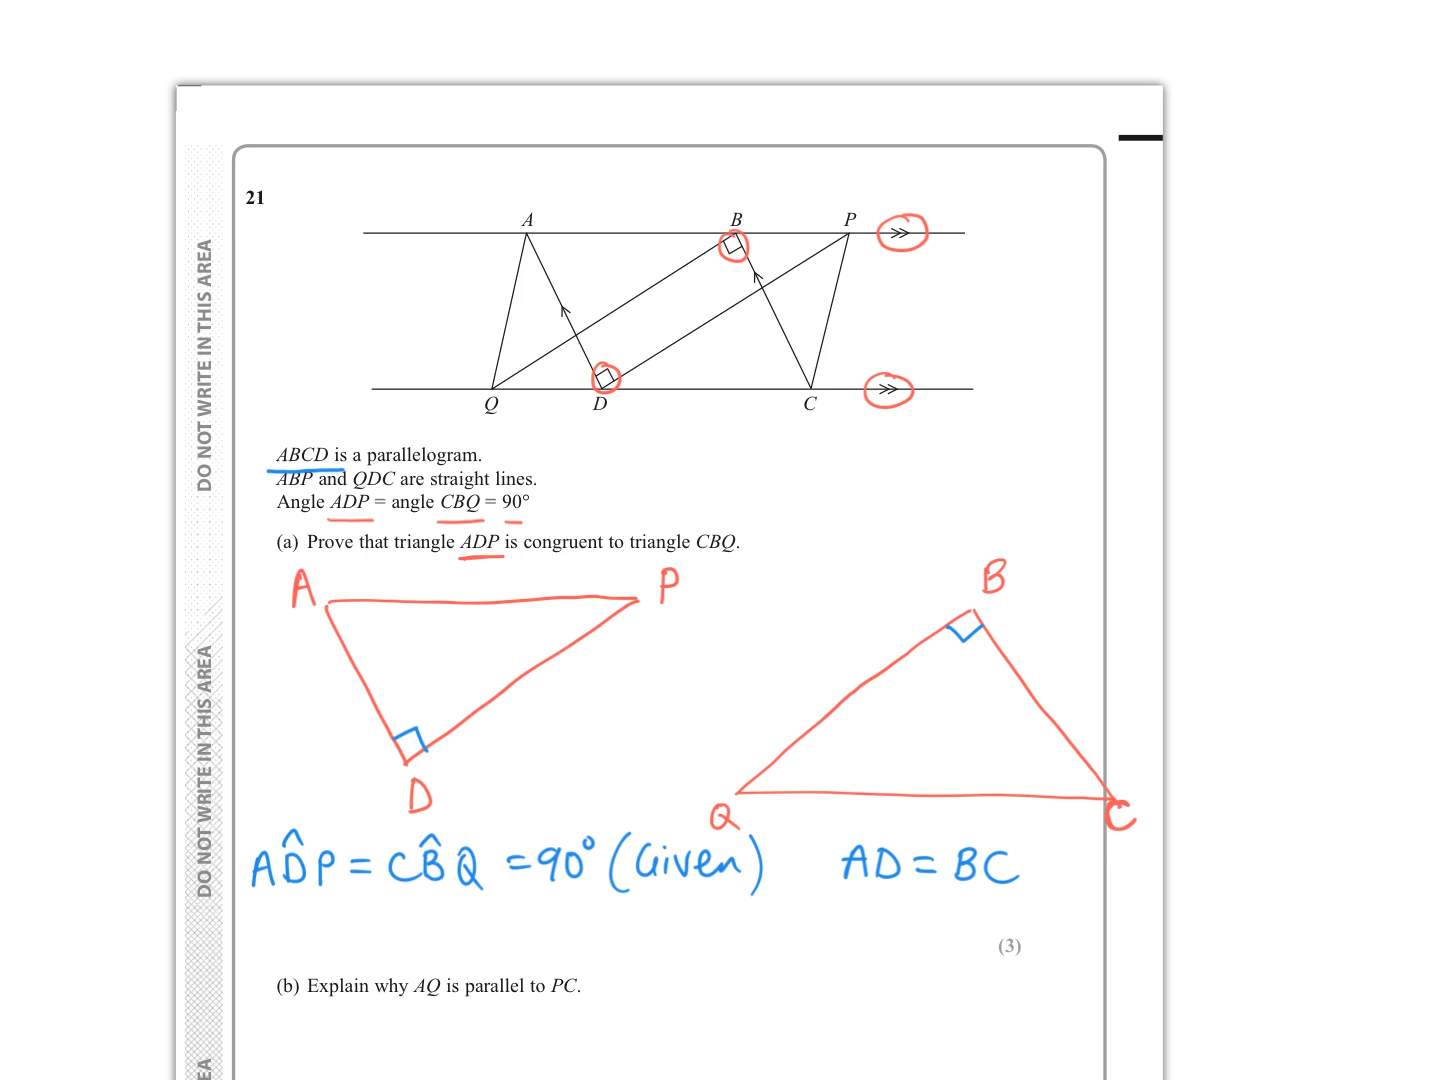 21
A B P
Q D C
ABCD is a parallelogram.
ABP and QDC are straight lines.
Angle ADP = angle CBQ = 90°
(a) Prove that triangle ADP is congruent to triangle CBQ.
A P B
D Q C
AD̂P = CB̂Q = 90° (Given) AD = BC
(3)
(b) Explain why AQ is parallel to PC.
DO NOT WRITE IN THIS AREA
DO NOT WRITE IN THIS AREA
EA